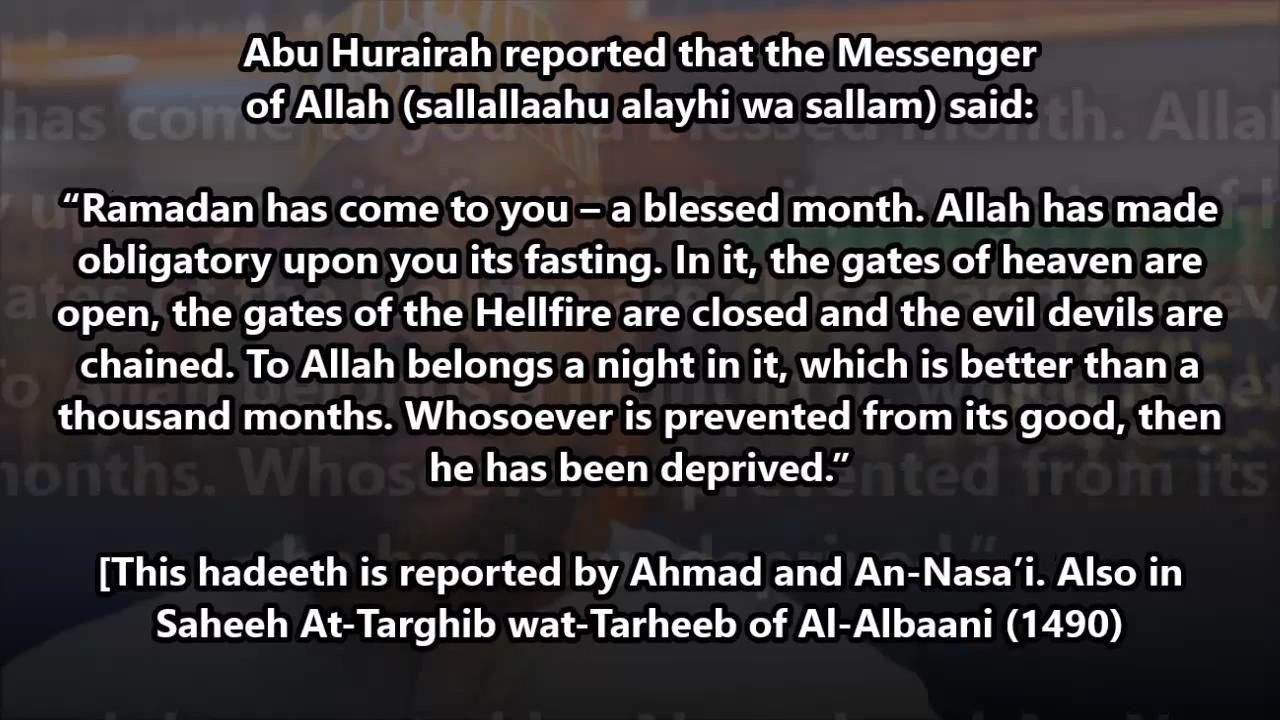 Abu Hurairah reported that the Messenger
of Allah (sallallaahu alayhi wa sallam) said:
“Ramadan has come to you – a blessed month. Allah has made
obligatory upon you its fasting. In it, the gates of heaven are
open, the gates of the Hellfire are closed and the evil devils are
chained. To Allah belongs a night in it, which is better than a
thousand months. Whosoever is prevented from its good, then
he has been deprived.”
[This hadeeth is reported by Ahmad and An-Nasa’i. Also in
Saheeh At-Targhib wat-Tarheeb of Al-Albaani (1490)